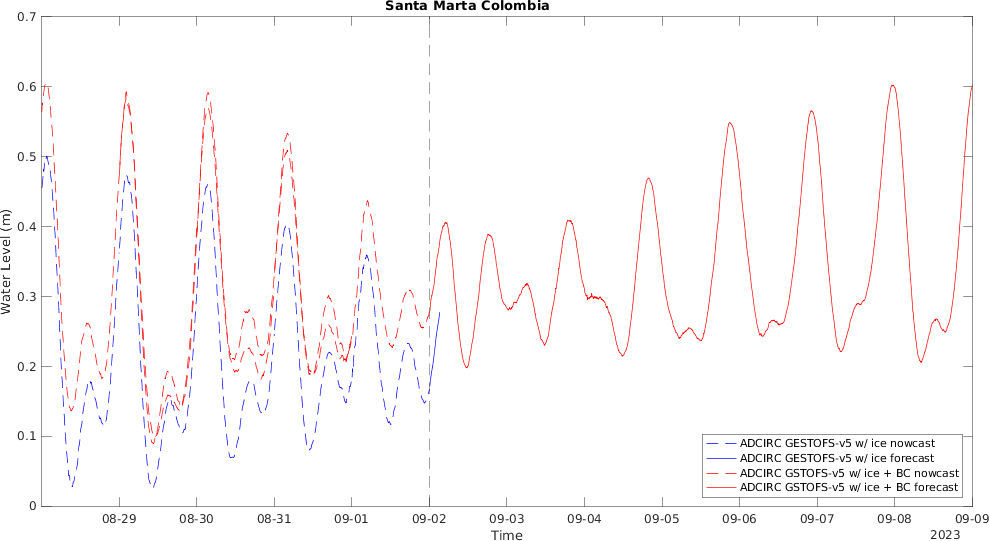 Santa Marta Colombia
0.7
0.6
0.5
0.4
0.3
0.2
0.1
0
Water Level (m)
ADCIRC GESTOFS-v5 w/ ice nowcast
ADCIRC GESTOFS-v5 w/ ice forecast
ADCIRC GSTOFS-v5 w/ ice + BC nowcast
ADCIRC GSTOFS-v5 w/ ice + BC forecast
08-29 08-30 08-31 09-01 09-02 09-03 09-04 09-05 09-06 09-07 09-08 09-09
Time
2023